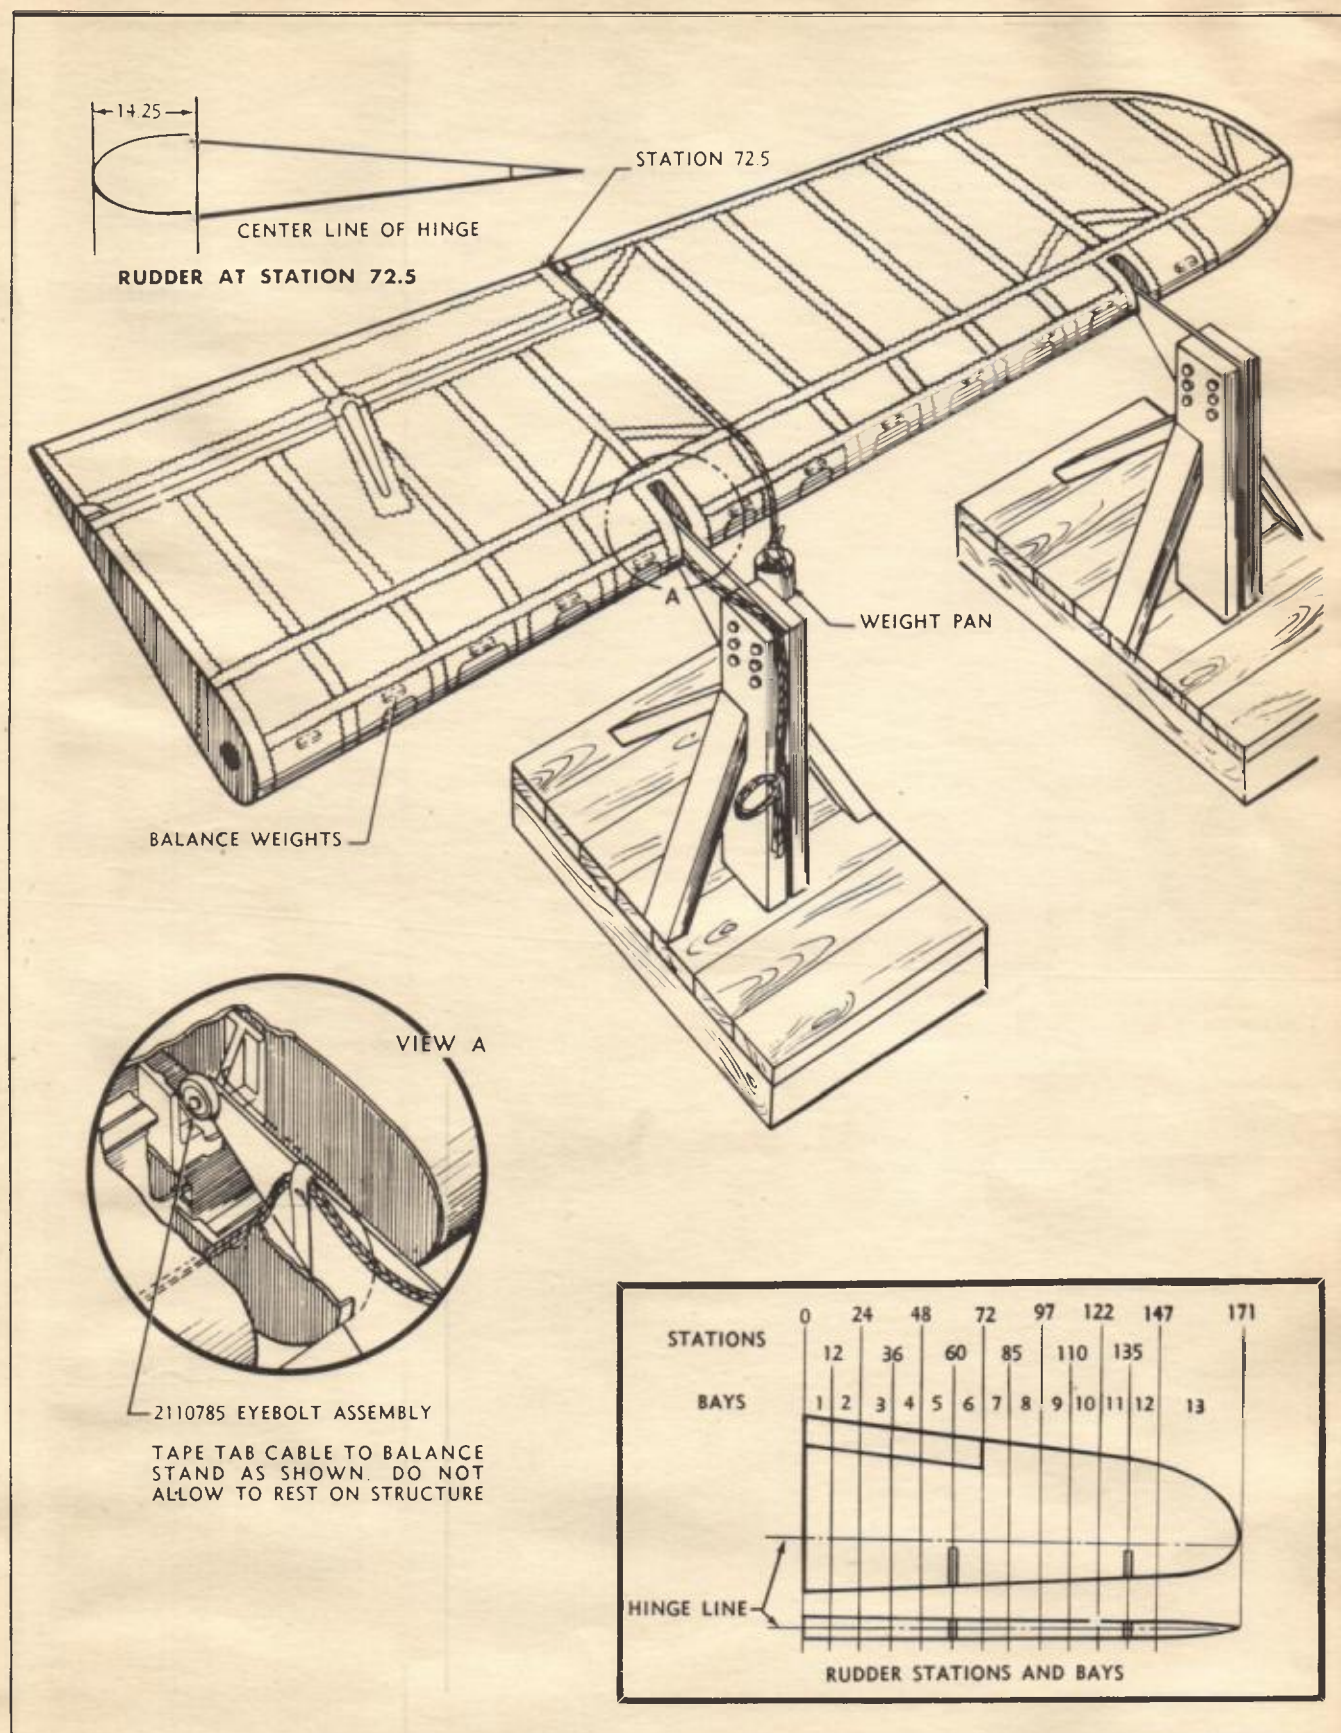 14.25
STATION 72.5
CENTER LINE OF HINGE
RUDDER AT STATION 72.5
A
WEIGHT PAN
BALANCE WEIGHTS
VIEW A
2110785 EYEBOLT ASSEMBLY
TAPE TAB CABLE TO BALANCE
STAND AS SHOWN. DO NOT
ALLOW TO REST ON STRUCTURE
0 24 48 72 97 122 147 171
STATIONS
12 36 60 85 110 135
BAYS 1 2 3 4 5 6 7 8 9 10 11 12 13
HINGE LINE
RUDDER STATIONS AND BAYS